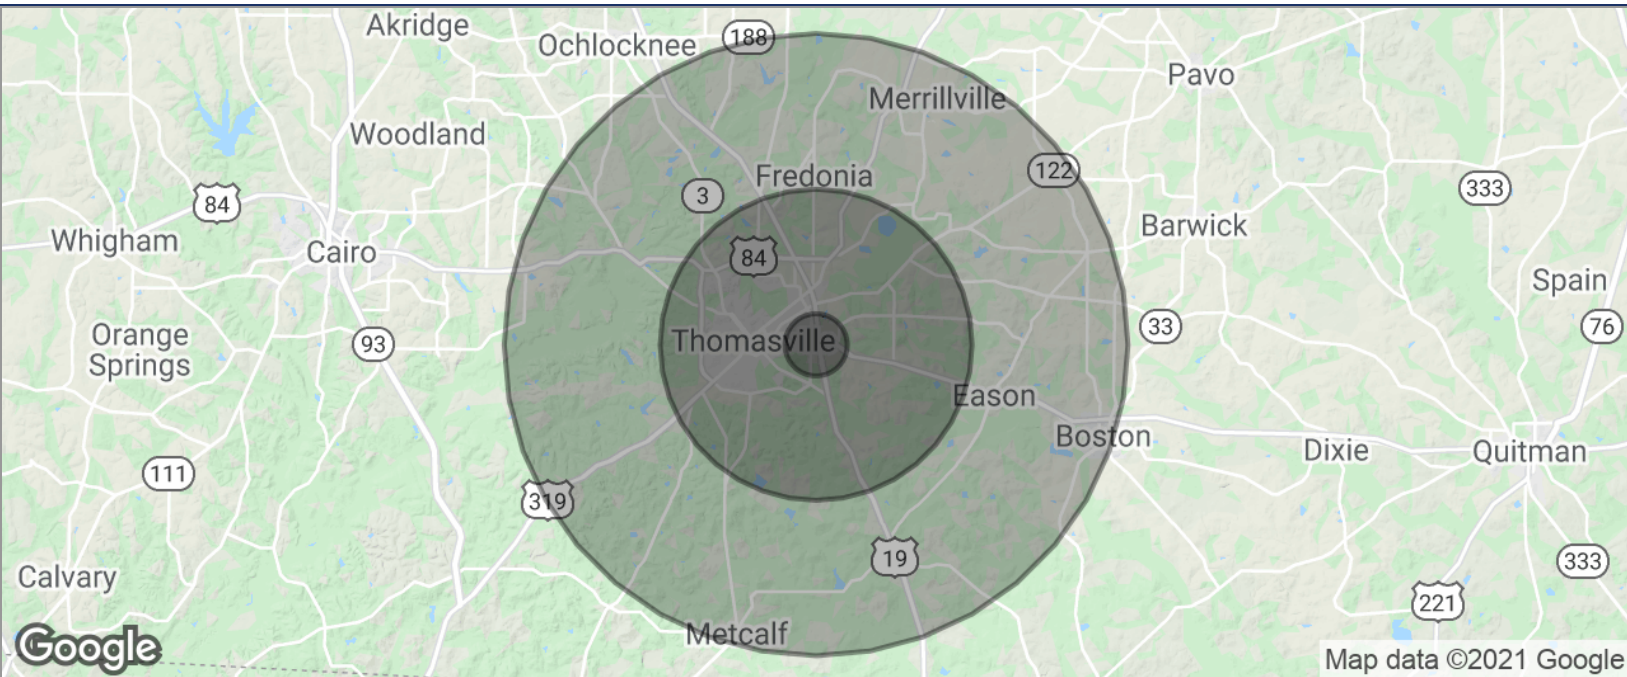 Akridge
Ochlocknee
188
Pavo
Merrillville
Woodland
122
Fredonia
3
333
84
Whigham
Cairo
Barwick
84
Spain
Orange
Springs
93
Thomasville
33
76
Eason
Boston
Dixie
Quitman
111
319
19
333
Calvary
221
Metcalf
Google
Map data ©2021 Google